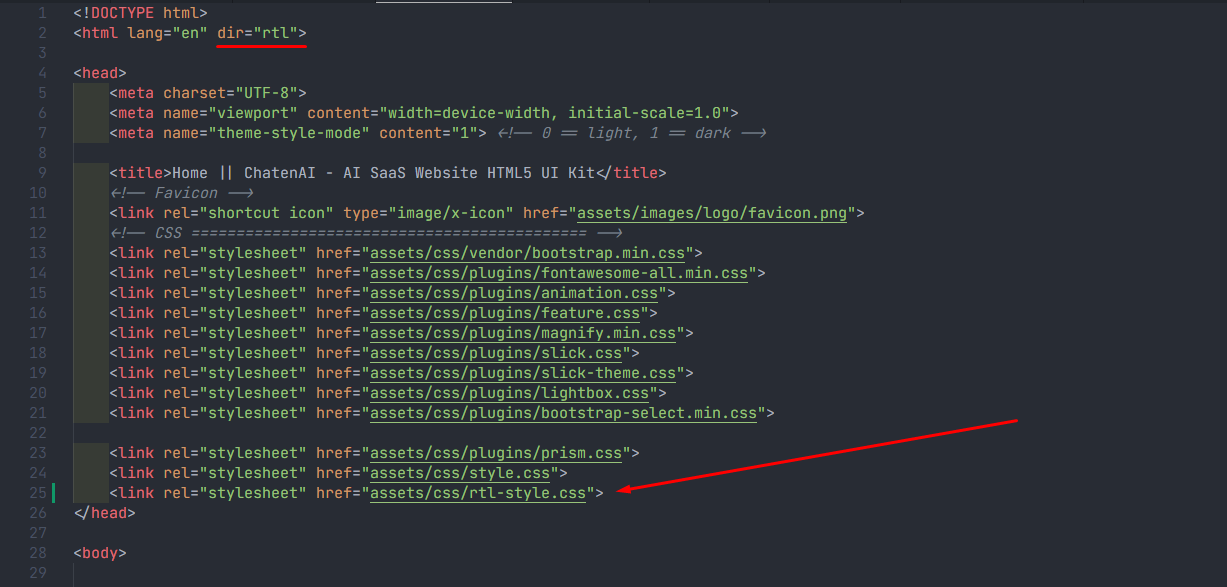 1 <!DOCTYPE html>
2 <html lang="en" dir="rtl">
3
4 <head>
5 <meta charset="UTF-8">
6 <meta name="viewport" content="width=device-width, initial-scale=1.0">
7 <meta name="theme-style-mode" content="1"> <!-- 0 == light, 1 == dark -->
8
9 <title>Home || ChatenAI - AI SaaS Website HTML5 UI Kit</title>
10 <!-- Favicon -->
11 <link rel="shortcut icon" type="image/x-icon" href="assets/images/logo/favicon.png">
12 <!-- CSS ============================================ -->
13 <link rel="stylesheet" href="assets/css/vendor/bootstrap.min.css">
14 <link rel="stylesheet" href="assets/css/plugins/fontawesome-all.min.css">
15 <link rel="stylesheet" href="assets/css/plugins/animation.css">
16 <link rel="stylesheet" href="assets/css/plugins/feature.css">
17 <link rel="stylesheet" href="assets/css/plugins/magnify.min.css">
18 <link rel="stylesheet" href="assets/css/plugins/slick.css">
19 <link rel="stylesheet" href="assets/css/plugins/slick-theme.css">
20 <link rel="stylesheet" href="assets/css/plugins/lightbox.css">
21 <link rel="stylesheet" href="assets/css/plugins/bootstrap-select.min.css">
22
23 <link rel="stylesheet" href="assets/css/plugins/prism.css">
24 <link rel="stylesheet" href="assets/css/style.css">
25 <link rel="stylesheet" href="assets/css/rtl-style.css">
26 </head>
27
28 <body>
29